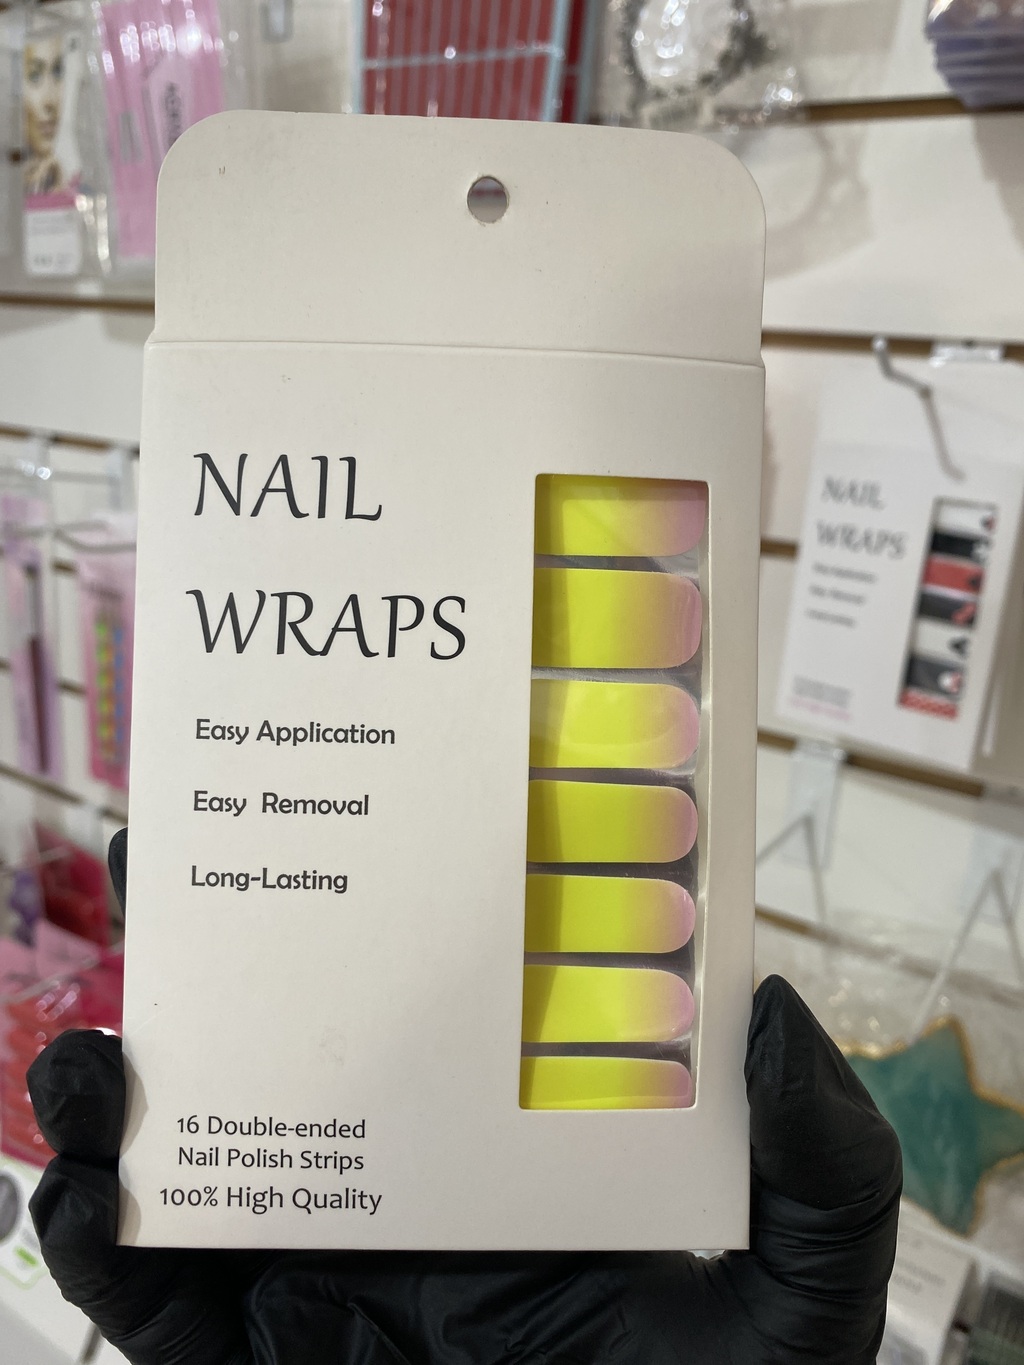 NAIL
WRAPS
Easy Application
Easy Removal
Long-Lasting
16 Double-ended
Nail Polish Strips
100% High Quality
NAIL
WRAPS